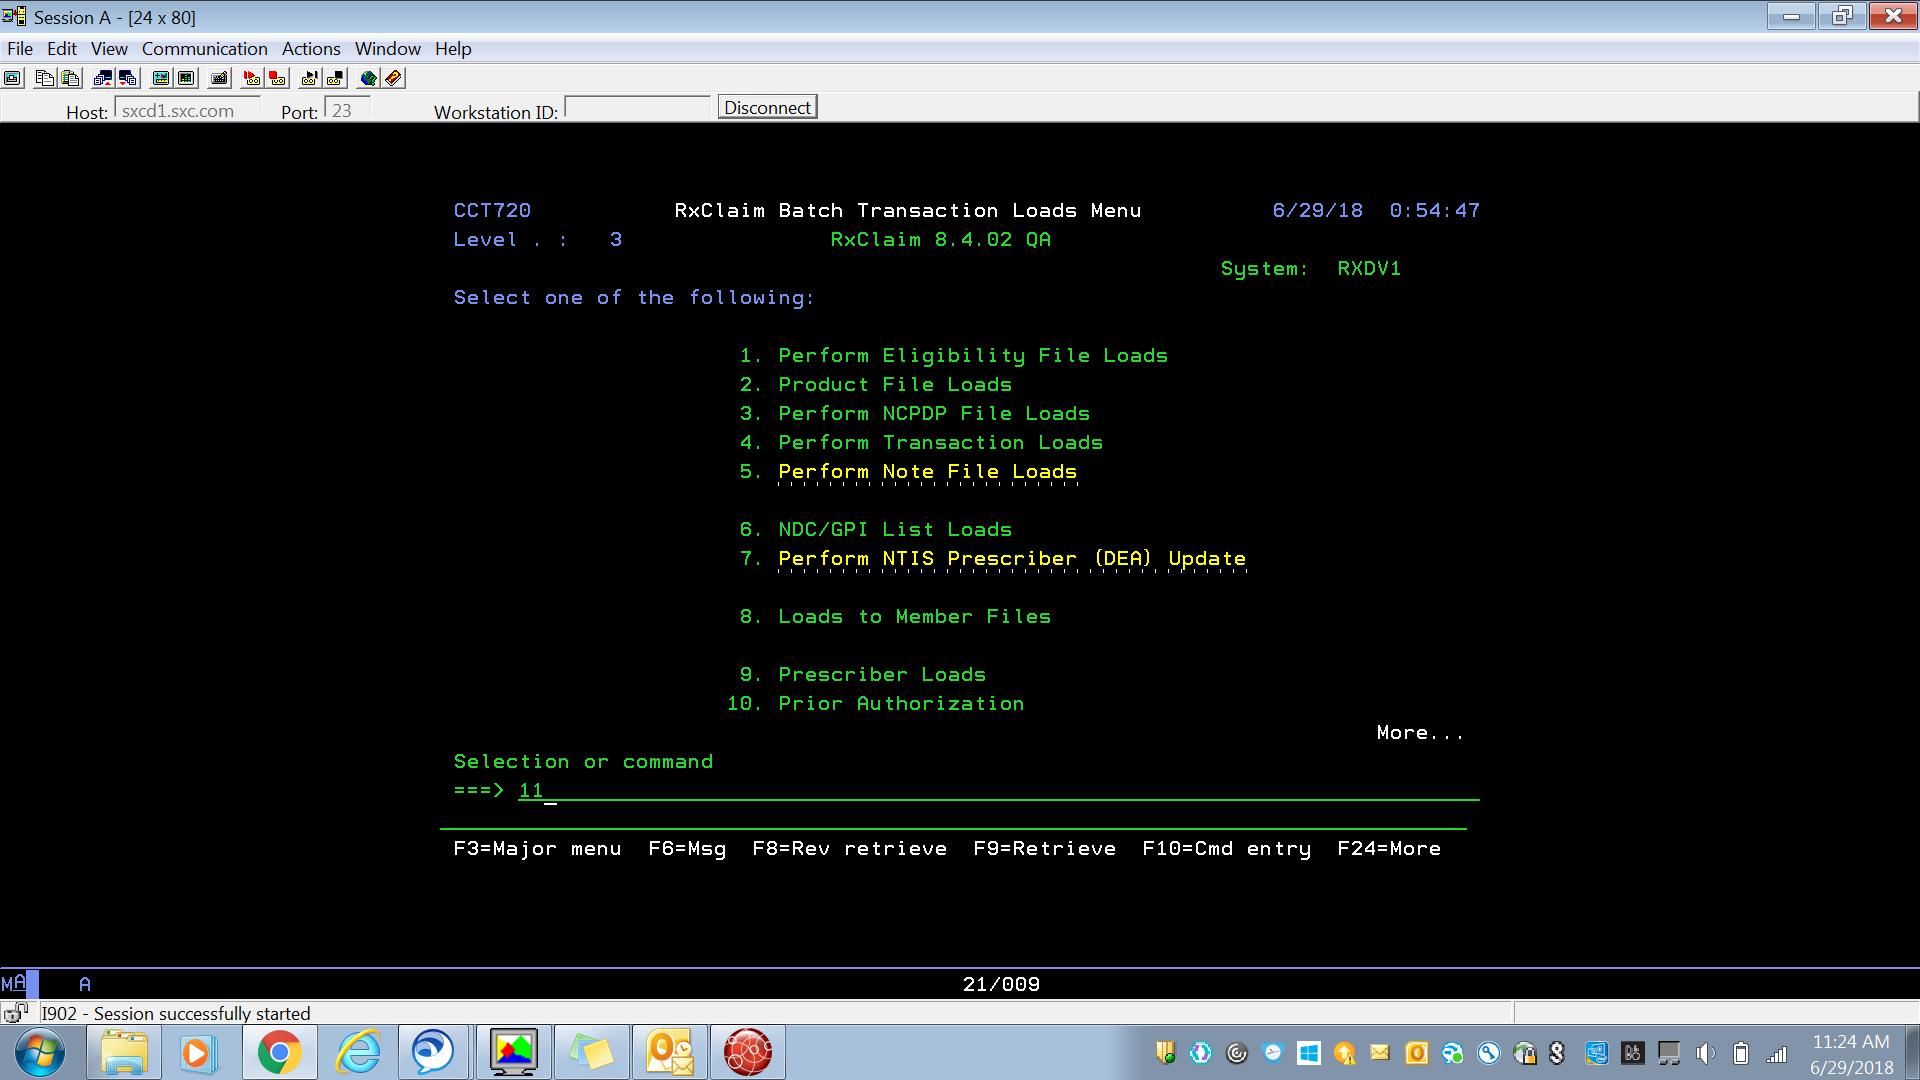 Session A - [24 x 80]
File Edit View Communication Actions Window Help
Host: sxcd1.sxc.com Port: 23 Workstation ID: Disconnect
CCT720 RxClaim Batch Transaction Loads Menu 6/29/18 0:54:47
Level . : 3 RxClaim 8.4.02 QA
System: RXDV1
Select one of the following:
1. Perform Eligibility File Loads
2. Product File Loads
3. Perform NCPDP File Loads
4. Perform Transaction Loads
5. Perform Note File Loads
6. NDC/GPI List Loads
7. Perform NTIS Prescriber (DEA) Update
8. Loads to Member Files
9. Prescriber Loads
10. Prior Authorization
More...
Selection or command
===> 11
F3=Major menu F6=Msg F8=Rev retrieve F9=Retrieve F10=Cmd entry F24=More
MA A 21/009
I902 - Session successfully started
11:24 AM
6/29/2018